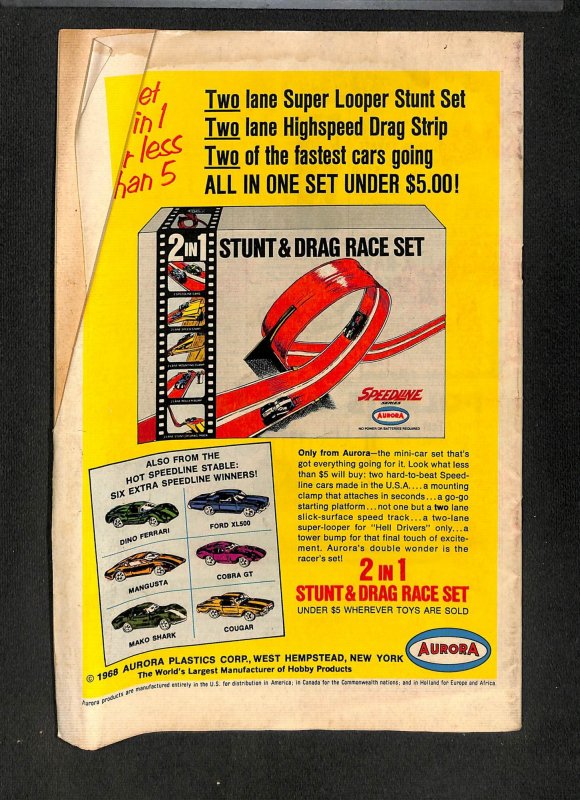 et
in 1
r less
han 5
Two lane Super Looper Stunt Set
Two lane Highspeed Drag Strip
Two of the fastest cars going
ALL IN ONE SET UNDER $5.00!
2 IN 1 STUNT & DRAG RACE SET
SPEEDLINE
SERIES
AURORA
NO POWER OR BATTERIES REQUIRED
ALSO FROM THE
HOT SPEEDLINE STABLE:
SIX EXTRA SPEEDLINE WINNERS!
DINO FERRARI
FORD XL500
MANGUSTA
COBRA GT
MAKO SHARK
COUGAR
Only from Aurora—the mini-car set that's
got everything going for it. Look what less
than $5 will buy: two hard-to-beat Speed-
line cars made in the U.S.A. . . . a mounting
clamp that attaches in seconds . . . a go-go
starting platform . . . not one but a two lane
slick-surface speed track . . . a two-lane
super-looper for "Hell Drivers" only . . . a
tower bump for that final touch of excite-
ment. Aurora's double wonder is the
racer's set!
2 IN 1
STUNT & DRAG RACE SET
UNDER $5 WHEREVER TOYS ARE SOLD
AURORA
© 1968 AURORA PLASTICS CORP., WEST HEMPSTEAD, NEW YORK
The World's Largest Manufacturer of Hobby Products
Aurora products are manufactured entirely in the U.S. for distribution in America; in Canada for the Commonwealth nations; and in Holland for Europe and Africa.